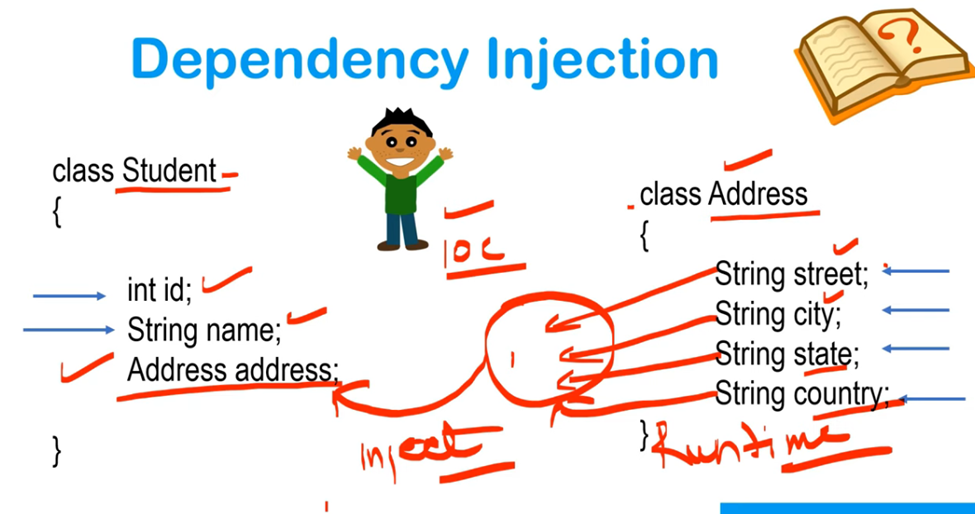 Dependency Injection
?
class Student
{
int id;
String name;
Address address;
}
IOC
Inject
class Address
{
String street;
String city;
String state;
String country;
}
Runtime